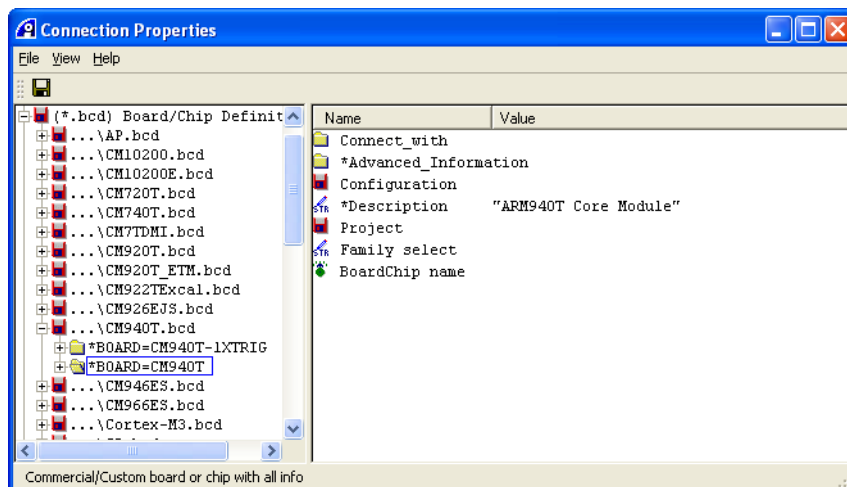 Connection Properties
File View Help
(*.bcd) Board/Chip Definit
...\AP.bcd
...\CM10200.bcd
...\CM10200E.bcd
...\CM720T.bcd
...\CM740T.bcd
...\CM7TDMI.bcd
...\CM920T.bcd
...\CM920T_ETM.bcd
...\CM922TExcal.bcd
...\CM926EJS.bcd
...\CM940T.bcd
*BOARD=CM940T-1XTRIG
*BOARD=CM940T
...\CM946ES.bcd
...\CM966ES.bcd
...\Cortex-M3.bcd
Name Value
Connect_with
*Advanced_Information
Configuration
STR *Description "ARM940T Core Module"
Project
STR Family select
BoardChip name
Commercial/Custom board or chip with all info